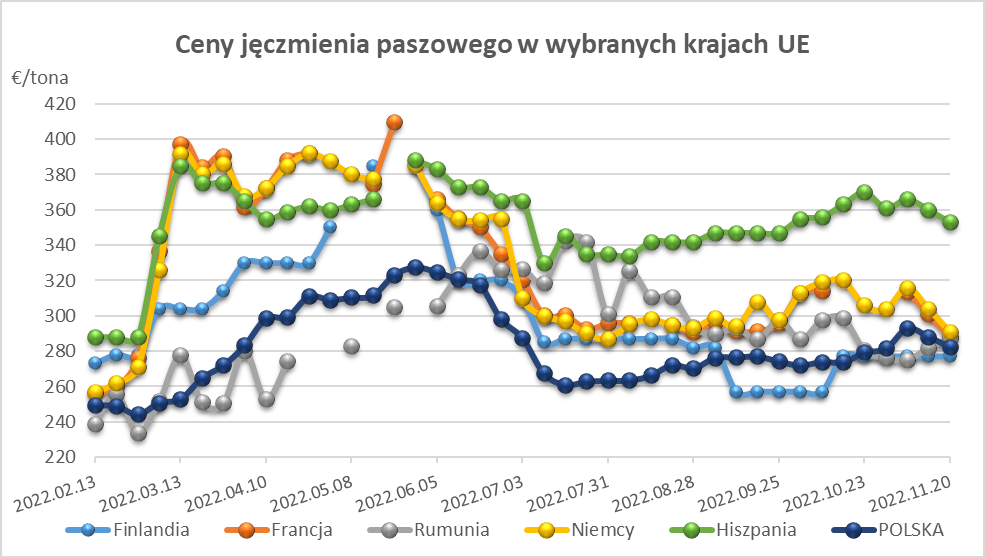 Ceny jęczmienia paszowego w wybranych krajach UE
€/tona
420
400
380
360
340
320
300
280
260
240
220
2022.02.13 2022.03.13 2022.04.10 2022.05.08 2022.06.05 2022.07.03 2022.07.31 2022.08.28 2022.09.25 2022.10.23 2022.11.20
Finlandia Francja Rumunia Niemcy Hiszpania POLSKA